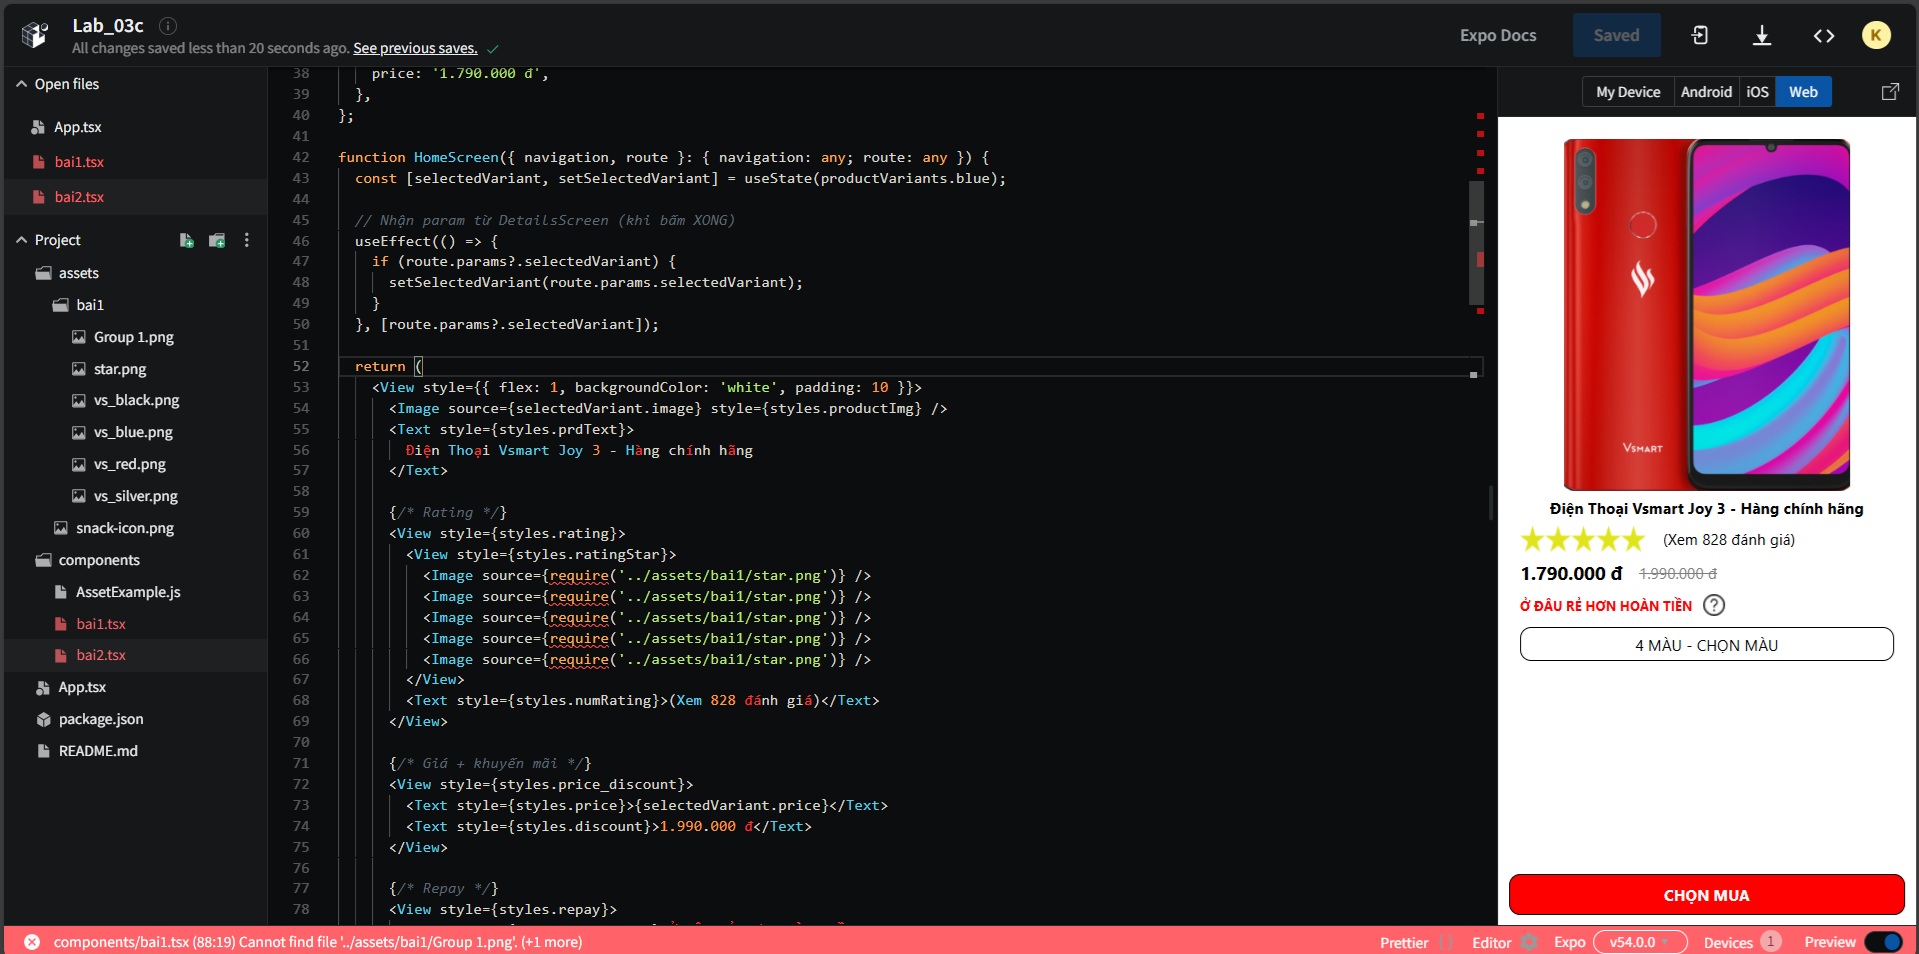 Lab_03c
All changes saved less than 20 seconds ago. See previous saves.
Expo Docs
Saved
K
Open files
App.tsx
bai1.tsx
bai2.tsx
Project
assets
bai1
Group 1.png
star.png
vs_black.png
vs_blue.png
vs_red.png
vs_silver.png
snack-icon.png
components
AssetExample.js
bai1.tsx
bai2.tsx
App.tsx
package.json
README.md
38 price: '1.790.000 đ',
39 },
40 };
41
42 function HomeScreen({ navigation, route }: { navigation: any; route: any }) {
43 const [selectedVariant, setSelectedVariant] = useState(productVariants.blue);
44
45 // Nhận param từ DetailsScreen (khi bấm XONG)
46 useEffect(() => {
47 if (route.params?.selectedVariant) {
48 setSelectedVariant(route.params.selectedVariant);
49 }
50 }, [route.params?.selectedVariant]);
51
52 return (
53 <View style={{ flex: 1, backgroundColor: 'white', padding: 10 }}>
54 <Image source={selectedVariant.image} style={styles.productImg} />
55 <Text style={styles.prdText}>
56 Điện Thoại Vsmart Joy 3 - Hàng chính hãng
57 </Text>
58
59 {/* Rating */}
60 <View style={styles.rating}>
61 <View style={styles.ratingStar}>
62 <Image source={require('../assets/bai1/star.png')} />
63 <Image source={require('../assets/bai1/star.png')} />
64 <Image source={require('../assets/bai1/star.png')} />
65 <Image source={require('../assets/bai1/star.png')} />
66 <Image source={require('../assets/bai1/star.png')} />
67 </View>
68 <Text style={styles.numRating}>(Xem 828 đánh giá)</Text>
69 </View>
70
71 {/* Giá + khuyến mãi */}
72 <View style={styles.price_discount}>
73 <Text style={styles.price}>{selectedVariant.price}</Text>
74 <Text style={styles.discount}>1.990.000 đ</Text>
75 </View>
76
77 {/* Repay */}
78 <View style={styles.repay}>
My Device Android iOS Web
VSMART
Điện Thoại Vsmart Joy 3 - Hàng chính hãng
(Xem 828 đánh giá)
1.790.000 đ 1.990.000 đ
Ở ĐÂU RẺ HƠN HOÀN TIỀN ?
4 MÀU - CHỌN MÀU
CHỌN MUA
components/bai1.tsx (88:19) Cannot find file '../assets/bai1/Group 1.png'. (+1 more)
Prettier { } Editor Expo v54.0.0 Devices 1 Preview